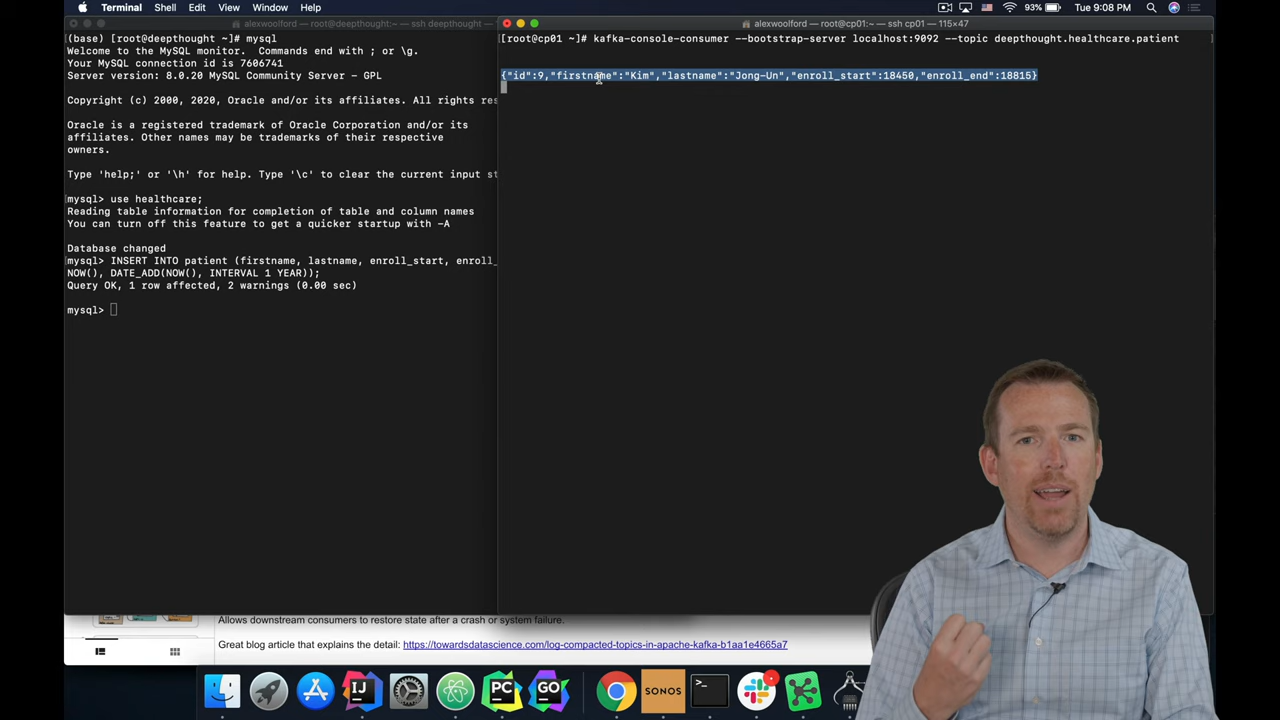 Terminal Shell Edit View Window Help 93% Tue 9:08 PM
alexwoolford — root@deepthought:~ — ssh deepthought
(base) [root@deepthought ~]# mysql
Welcome to the MySQL monitor.  Commands end with ; or \g.
Your MySQL connection id is 7606741
Server version: 8.0.20 MySQL Community Server - GPL
Copyright (c) 2000, 2020, Oracle and/or its affiliates. All rights res
Oracle is a registered trademark of Oracle Corporation and/or its
affiliates. Other names may be trademarks of their respective
owners.
Type 'help;' or '\h' for help. Type '\c' to clear the current input st
[mysql> use healthcare;
Reading table information for completion of table and column names
You can turn off this feature to get a quicker startup with -A
Database changed
[mysql> INSERT INTO patient (firstname, lastname, enroll_start, enroll_
NOW(), DATE_ADD(NOW(), INTERVAL 1 YEAR));
Query OK, 1 row affected, 2 warnings (0.00 sec)
mysql>
alexwoolford — root@cp01:~ — ssh cp01 — 115×47
[root@cp01 ~]# kafka-console-consumer --bootstrap-server localhost:9092 --topic deepthought.healthcare.patient
{"id":9,"firstname":"Kim","lastname":"Jong-Un","enroll_start":18450,"enroll_end":18815}
Allows downstream consumers to restore state after a crash or system failure.
Great blog article that explains the detail: https://towardsdatascience.com/log-compacted-topics-in-apache-kafka-b1aa1e4665a7
IJ PC GO SONOS >_